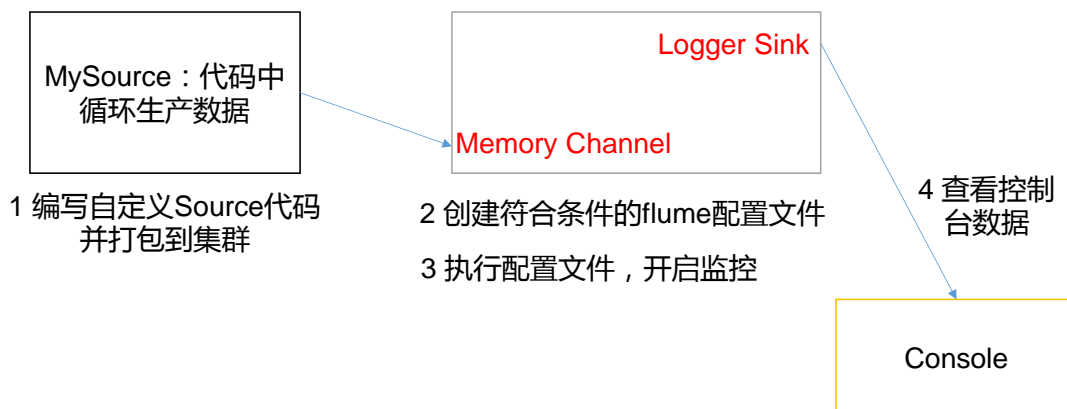 MySource：代码中
循环生产数据
Logger Sink
Memory Channel
1 编写自定义Source代码
并打包到集群
2 创建符合条件的flume配置文件
3 执行配置文件，开启监控
4 查看控制
台数据
Console